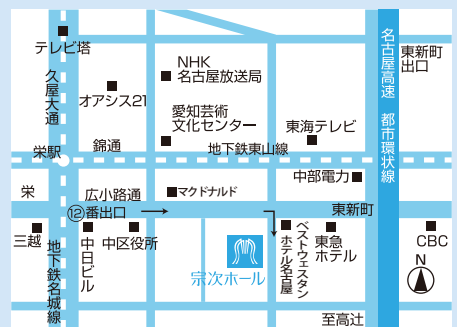 テレビ塔
久屋大通
オアシス21
NHK
名古屋放送局
愛知芸術
文化センター
東海テレビ
名古屋高速 都市環状線
東新町
出口
錦通
栄駅
地下鉄東山線
中部電力
栄
広小路通
マクドナルド
東新町
⑫番出口
三越
地下鉄名城線
中日ビル
中区役所
宗次ホール
ベストウェスタン
ホテル名古屋
東急
ホテル
CBC
N
至高辻